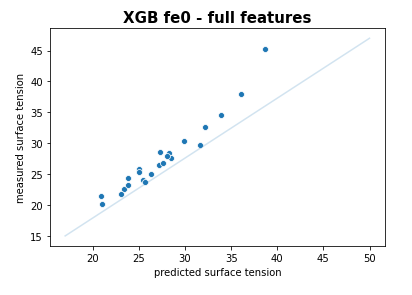 XGB fe0 - full features
45
40
35
30
25
20
15
measured surface tension
20 25 30 35 40 45 50
predicted surface tension